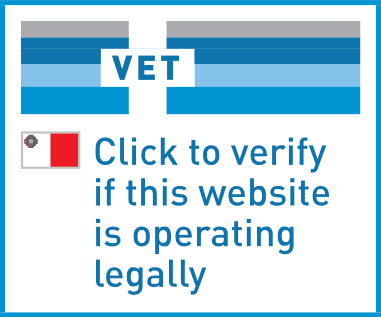 VET
Click to verify
if this website
is operating
legally